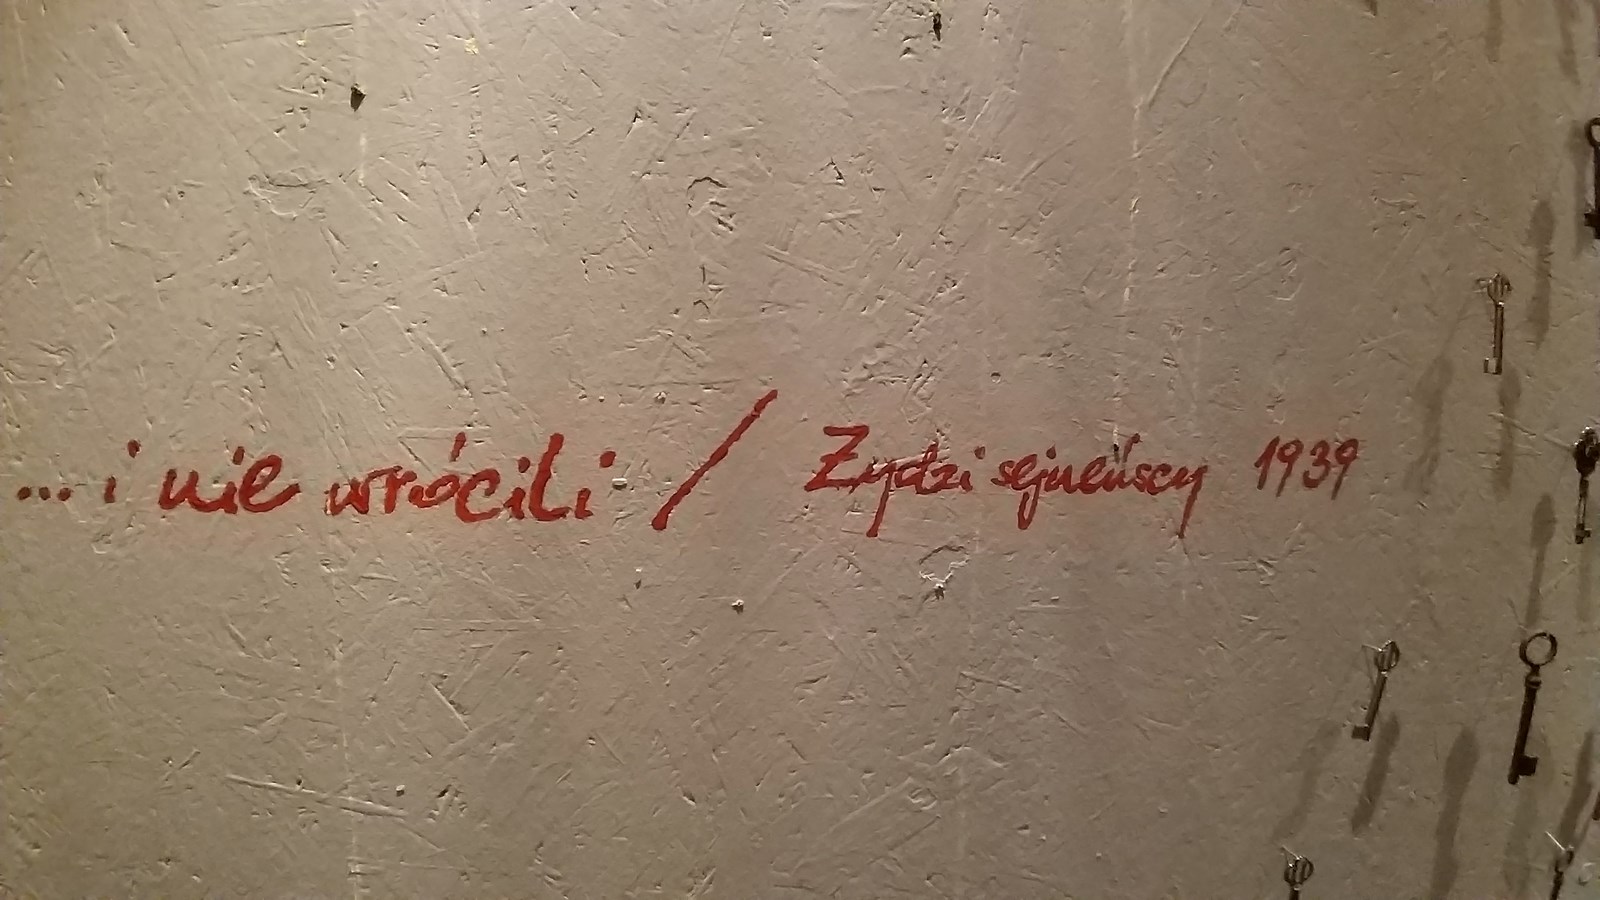 ... i nie wrócili / Żydzi sejneńscy 1939